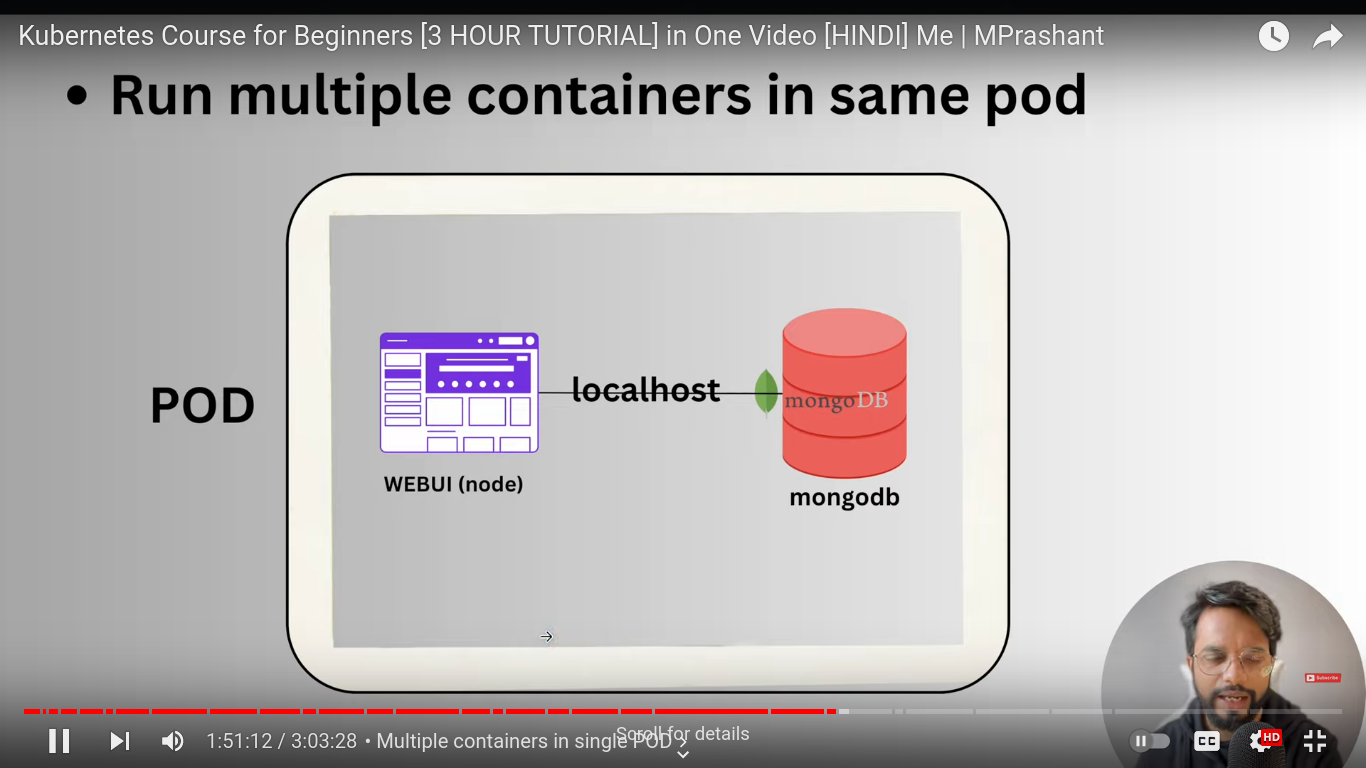 Kubernetes Course for Beginners [3 HOUR TUTORIAL] in One Video [HINDI] Me | MPrashant
• Run multiple containers in same pod
POD
localhost
mongoDB
WEBUI (node)
mongodb
Subscribe
Scroll for details
1:51:12 / 3:03:28 • Multiple containers in single POD
CC
HD